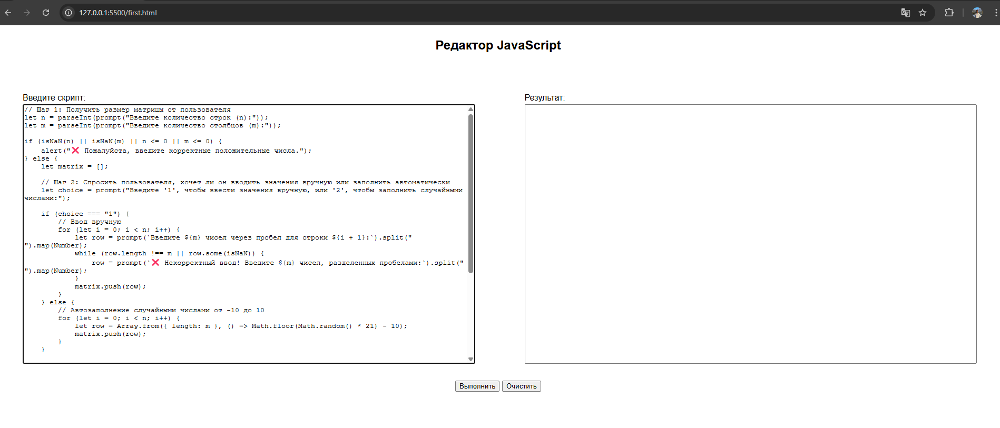 127.0.0.1:5500/first.html
Редактор JavaScript
Введите скрипт:
// Шаг 1: Получить размер матрицы от пользователя
let n = parseInt(prompt("Введите количество строк (n):"));
let m = parseInt(prompt("Введите количество столбцов (m):"));
if (isNaN(n) || isNaN(m) || n <= 0 || m <= 0) {
    alert("❌ Пожалуйста, введите корректные положительные числа.");
} else {
    let matrix = [];
    // Шаг 2: Спросить пользователя, хочет ли он вводить значения вручную или заполнить автоматически
    let choice = prompt("Введите '1', чтобы ввести значения вручную, или '2', чтобы заполнить случайными
числами:");
    if (choice === "1") {
        // Ввод вручную
        for (let i = 0; i < n; i++) {
            let row = prompt(`Введите ${m} чисел через пробел для строки ${i + 1}:`).split("
").map(Number);
            while (row.length !== m || row.some(isNaN)) {
                row = prompt(`❌ Некорректный ввод! Введите ${m} чисел, разделенных пробелами:`).split("
").map(Number);
            }
            matrix.push(row);
        }
    } else {
        // Автозаполнение случайными числами от -10 до 10
        for (let i = 0; i < n; i++) {
            let row = Array.from({ length: m }, () => Math.floor(Math.random() * 21) - 10);
            matrix.push(row);
        }
    }
Результат:
Выполнить Очистить